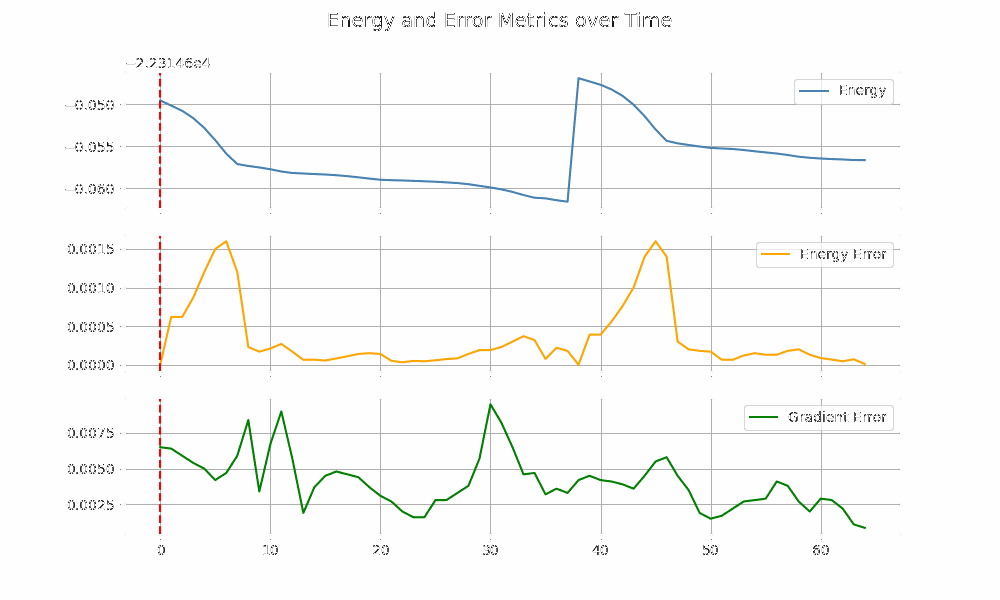 Energy and Error Metrics over Time
−2.23146e4
−0.050
−0.055
−0.060
Energy
0.0015
0.0010
0.0005
0.0000
Energy Error
0.0075
0.0050
0.0025
Gradient Error
0 10 20 30 40 50 60